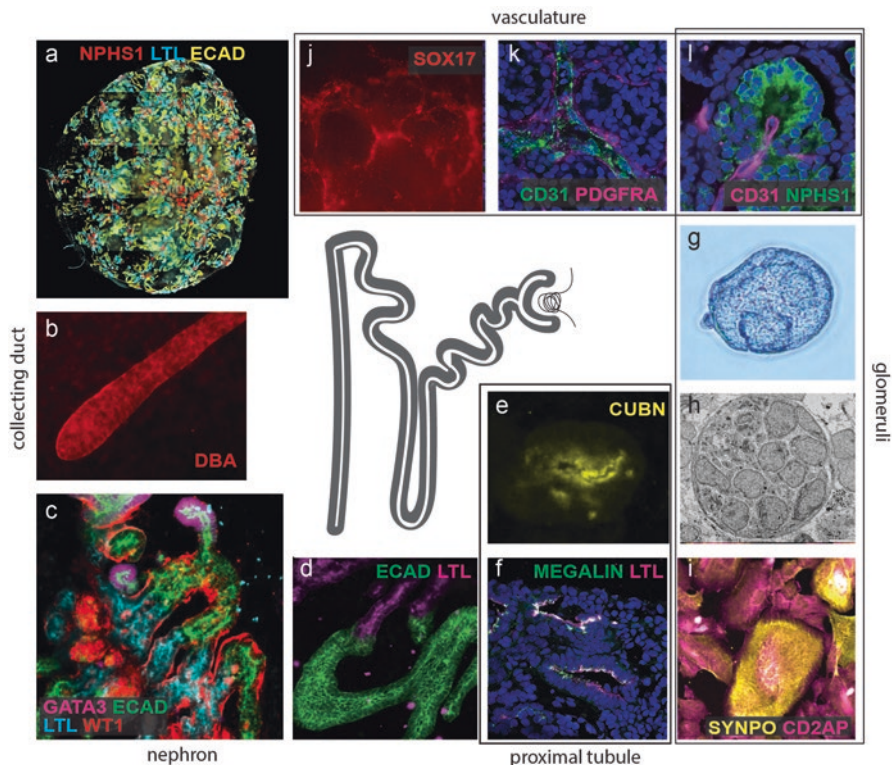 vasculature
a
NPHS1 LTL ECAD
j
SOX17
k
CD31 PDGFRA
l
CD31 NPHS1
collecting duct
b
DBA
g
glomeruli
e
CUBN
h
c
GATA3 ECAD
LTL WT1
d
ECAD LTL
f
MEGALIN LTL
i
SYNPO CD2AP
nephron
proximal tubule